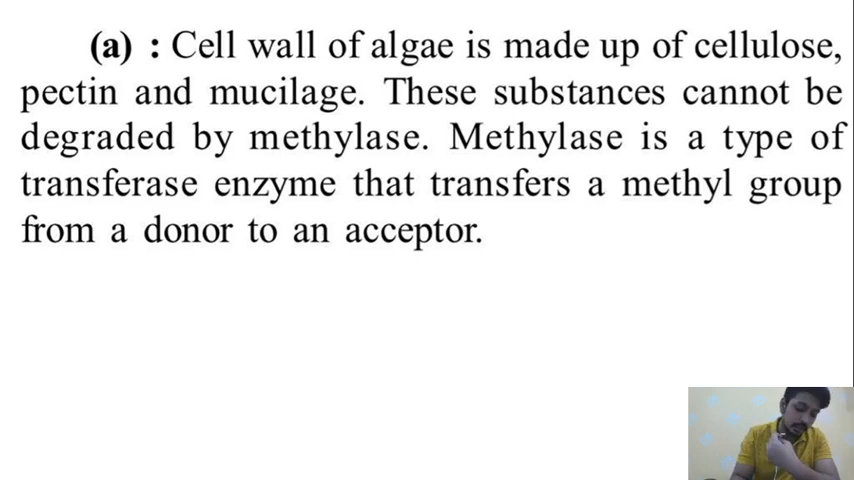 (a) : Cell wall of algae is made up of cellulose,
pectin and mucilage. These substances cannot be
degraded by methylase. Methylase is a type of
transferase enzyme that transfers a methyl group
from a donor to an acceptor.